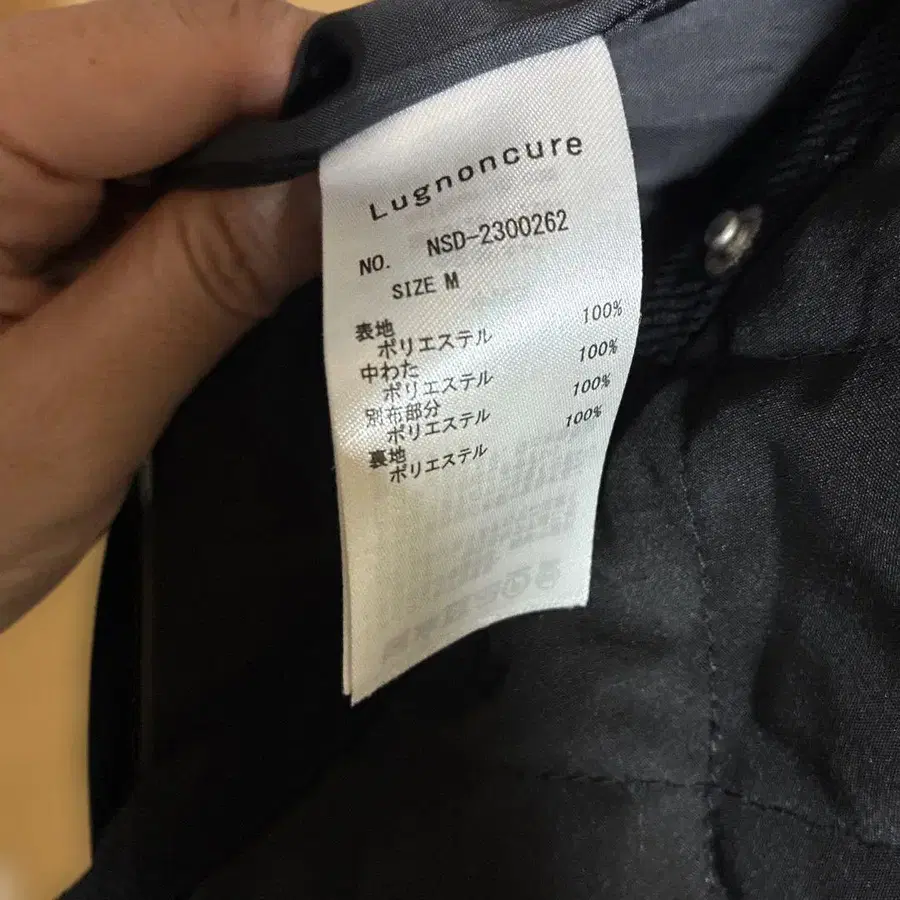 Lugnoncure
NO. NSD-2300262
SIZE M
表地
ポリエステル 100%
中わた
ポリエステル 100%
別布部分
ポリエステル 100%
裏地
ポリエステル 100%